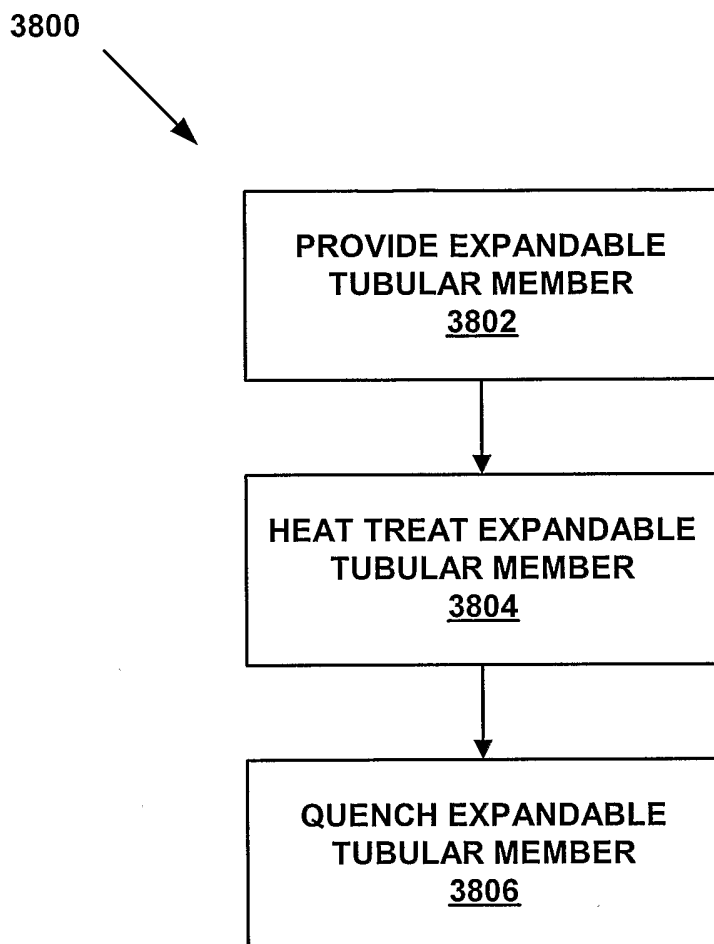 3800
PROVIDE EXPANDABLE
TUBULAR MEMBER
3802
HEAT TREAT EXPANDABLE
TUBULAR MEMBER
3804
QUENCH EXPANDABLE
TUBULAR MEMBER
3806